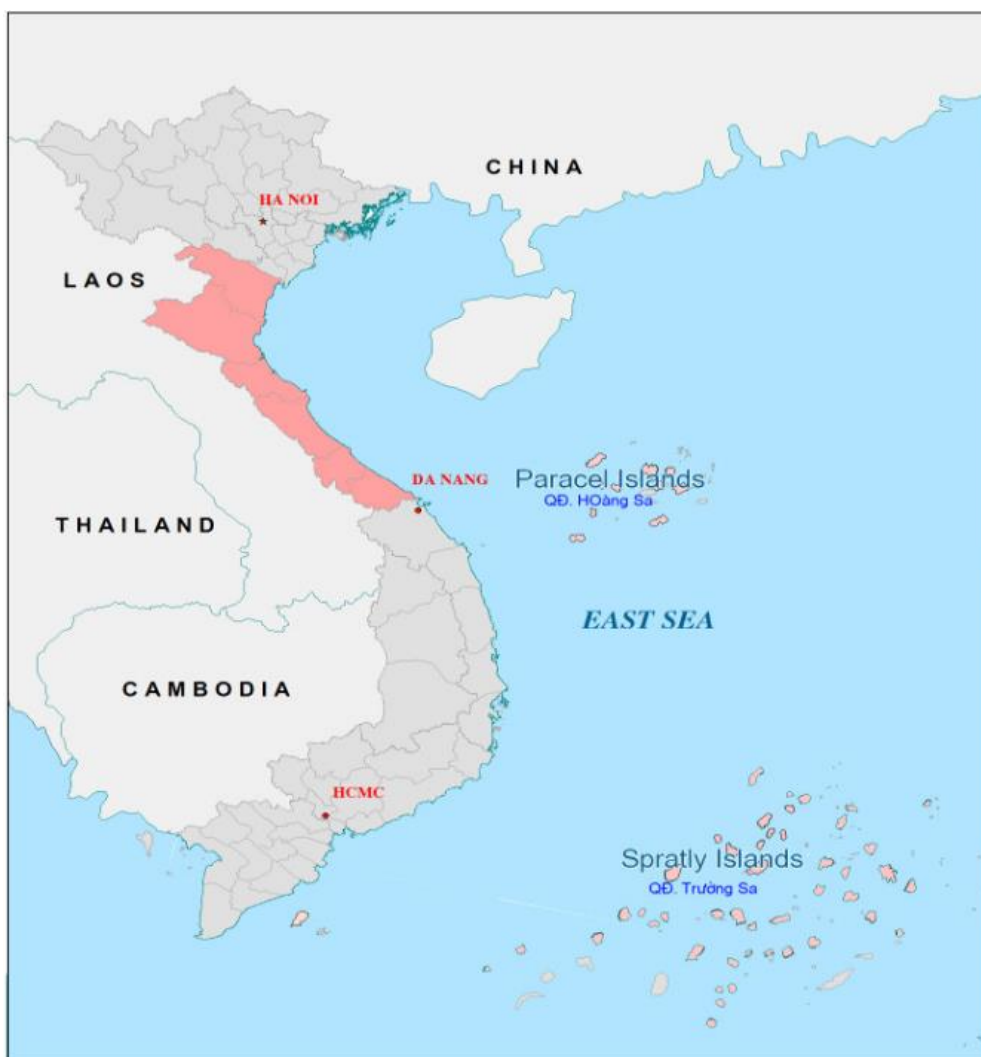 CHINA
HA NOI
LAOS
Paracel Islands
QĐ. HOàng Sa
DA NANG
THAILAND
EAST SEA
CAMBODIA
HCMC
Spratly Islands
QĐ. Trường Sa